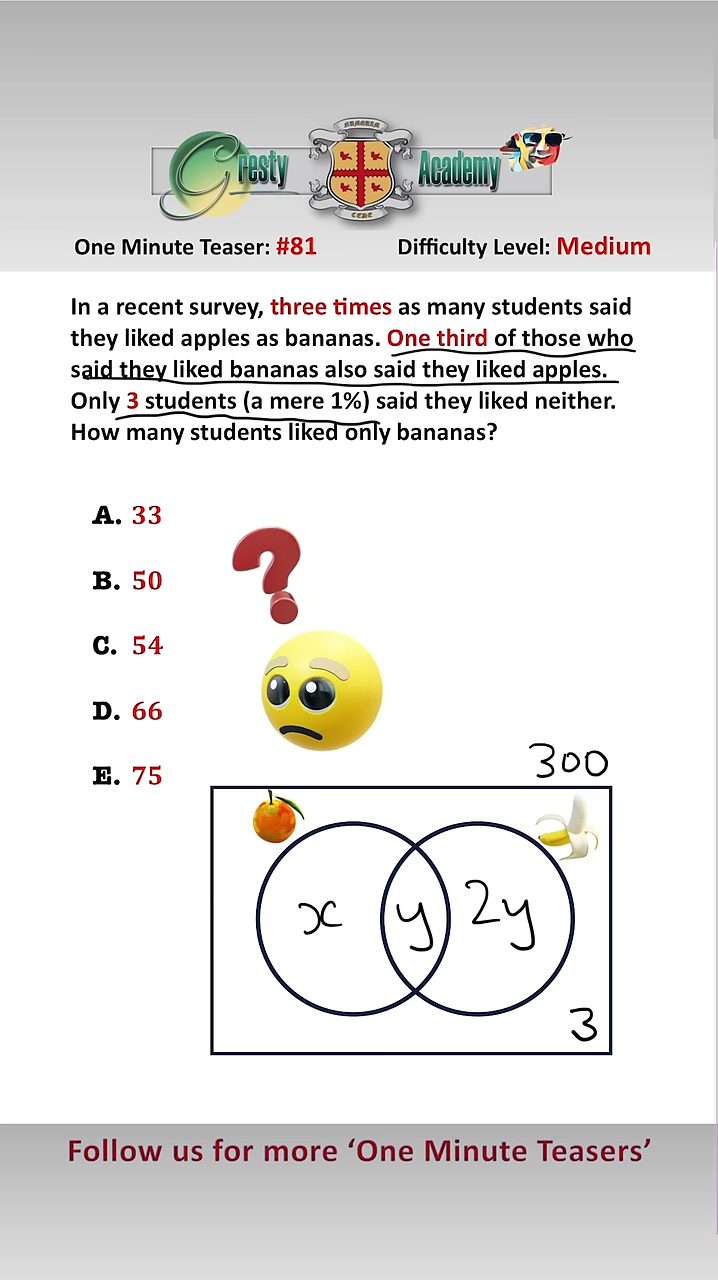 Gresty Academy
One Minute Teaser: #81 Difficulty Level: Medium
In a recent survey, three times as many students said
they liked apples as bananas. One third of those who
said they liked bananas also said they liked apples.
Only 3 students (a mere 1%) said they liked neither.
How many students liked only bananas?
A. 33
B. 50
C. 54
D. 66
E. 75
300
x y 2y
3
Follow us for more ‘One Minute Teasers’